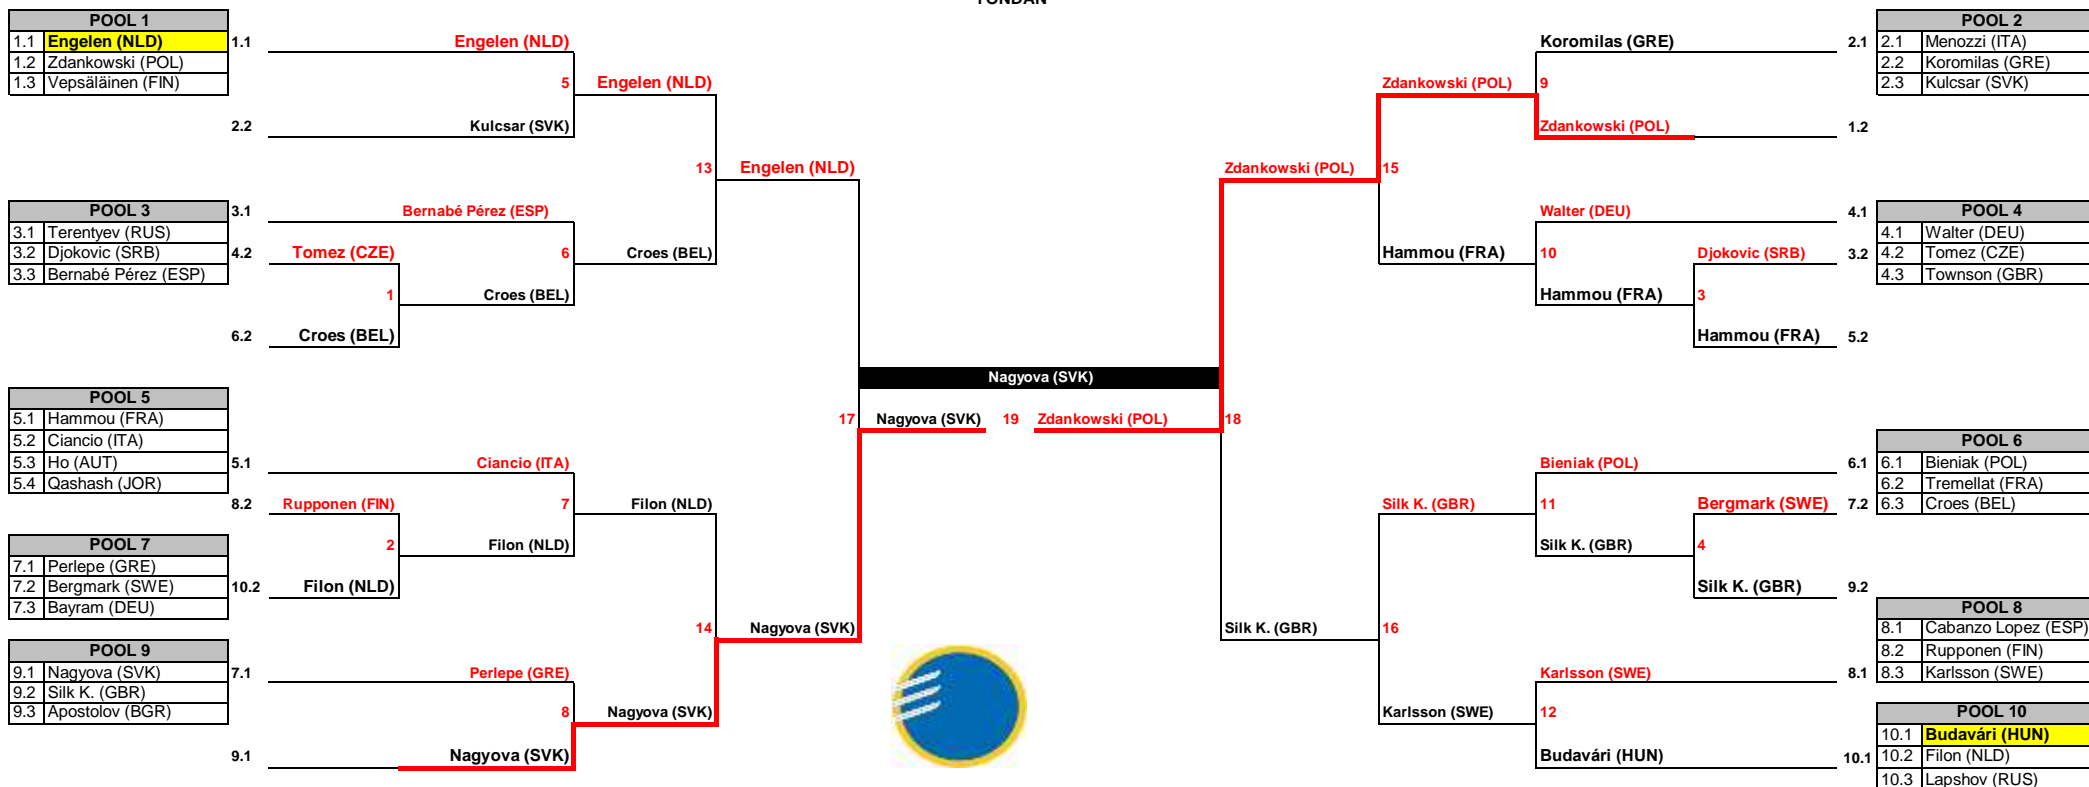 YONDAN
POOL 1
1.1 Engelen (NLD)
1.2 Zdankowski (POL)
1.3 Vepsäläinen (FIN)
1.1 Engelen (NLD)
5 Engelen (NLD)
2.2 Kulcsar (SVK)
13 Engelen (NLD)
POOL 3
3.1 Terentyev (RUS)
3.2 Djokovic (SRB)
3.3 Bernabé Pérez (ESP)
3.1 Bernabé Pérez (ESP)
4.2 Tomez (CZE)
6 Croes (BEL)
1 Croes (BEL)
6.2 Croes (BEL)
POOL 5
5.1 Hammou (FRA)
5.2 Ciancio (ITA)
5.3 Ho (AUT)
5.4 Qashash (JOR)
5.1 Ciancio (ITA)
8.2 Rupponen (FIN)
7 Filon (NLD)
2 Filon (NLD)
10.2 Filon (NLD)
POOL 7
7.1 Perlepe (GRE)
7.2 Bergmark (SWE)
7.3 Bayram (DEU)
14 Nagyova (SVK)
POOL 9
9.1 Nagyova (SVK)
9.2 Silk K. (GBR)
9.3 Apostolov (BGR)
7.1 Perlepe (GRE)
8 Nagyova (SVK)
9.1 Nagyova (SVK)
Nagyova (SVK)
17 Nagyova (SVK) 19 Zdankowski (POL) 18
Koromilas (GRE) 2.1
Zdankowski (POL) 9
Zdankowski (POL) 1.2
Zdankowski (POL) 15
Walter (DEU) 4.1
Hammou (FRA) 10
Djokovic (SRB) 3.2
Hammou (FRA) 3
Hammou (FRA) 5.2
Bieniak (POL) 6.1
Silk K. (GBR) 11
Bergmark (SWE) 7.2
Silk K. (GBR) 4
Silk K. (GBR) 9.2
Silk K. (GBR) 16
Karlsson (SWE) 8.1
Karlsson (SWE) 12
Budavári (HUN) 10.1
POOL 2
2.1 Menozzi (ITA)
2.2 Koromilas (GRE)
2.3 Kulcsar (SVK)
POOL 4
4.1 Walter (DEU)
4.2 Tomez (CZE)
4.3 Townson (GBR)
POOL 6
6.1 Bieniak (POL)
6.2 Tremellat (FRA)
6.3 Croes (BEL)
POOL 8
8.1 Cabanzo Lopez (ESP)
8.2 Rupponen (FIN)
8.3 Karlsson (SWE)
POOL 10
10.1 Budavári (HUN)
10.2 Filon (NLD)
10.3 Lapshov (RUS)